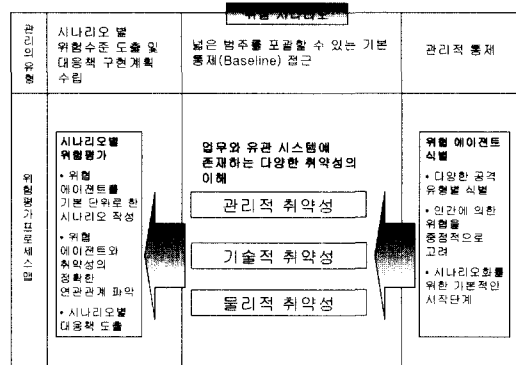 위험 시나리오
관리의 유형
시나리오 별
위험수준 도출 및
대응책 구현계획
수립
넓은 범주를 포괄할 수 있는 기본
통제(Baseline) 접근
관리적 통제
위험평가프로세스맵
시나리오별
위험평가
• 위협
에이전트를
기본 단위로 한
시나리오 작성
• 위협
에이전트와
취약성의
정확한
연관관계 파악
• 시나리오별
대응책 도출
업무와 유관 시스템에
존재하는 다양한 취약성의
이해
관리적 취약성
기술적 취약성
물리적 취약성
위협 에이전트
식별
• 다양한 공격
유형별 식별
• 인간에 의한
위협을
중점적으로
고려
• 시나리오화를
위한 기본적인
시작단계